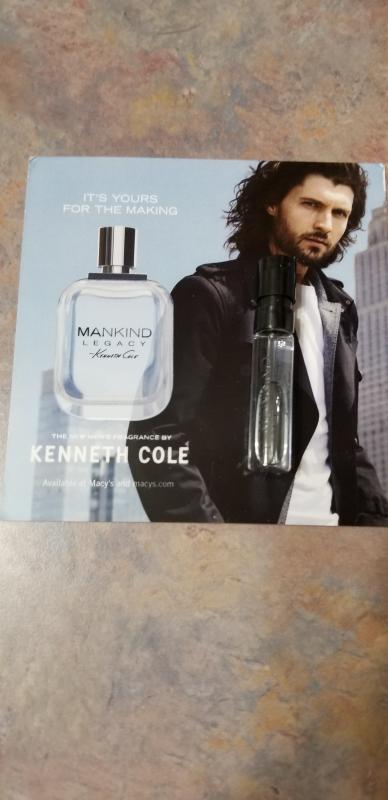 IT'S YOURS
FOR THE MAKING
MANKIND
LEGACY
Kenneth Cole
THE NEW MEN'S FRAGRANCE BY
KENNETH COLE
Available at Macy's and macys.com